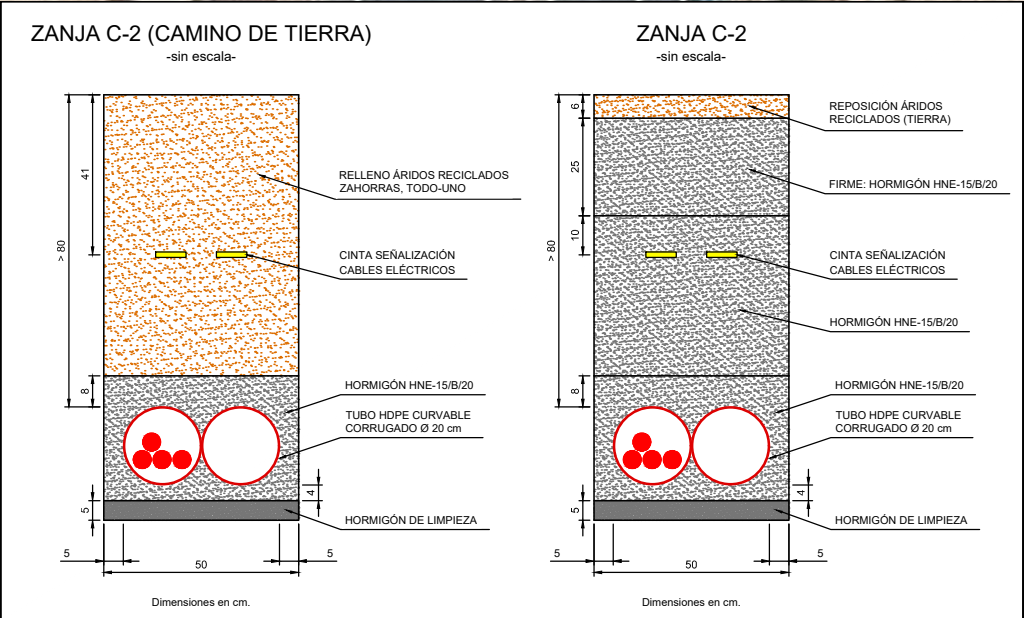 ZANJA C-2 (CAMINO DE TIERRA)
-sin escala-
> 80
41
8
5
4
RELLENO ÁRIDOS RECICLADOS
ZAHORRAS, TODO-UNO
CINTA SEÑALIZACIÓN
CABLES ELÉCTRICOS
HORMIGÓN HNE-15/B/20
TUBO HDPE CURVABLE
CORRUGADO Ø 20 cm
HORMIGÓN DE LIMPIEZA
5
50
5
Dimensiones en cm.
ZANJA C-2
-sin escala-
> 80
6
25
10
8
5
4
REPOSICIÓN ÁRIDOS
RECICLADOS (TIERRA)
FIRME: HORMIGÓN HNE-15/B/20
CINTA SEÑALIZACIÓN
CABLES ELÉCTRICOS
HORMIGÓN HNE-15/B/20
HORMIGÓN HNE-15/B/20
TUBO HDPE CURVABLE
CORRUGADO Ø 20 cm
HORMIGÓN DE LIMPIEZA
5
50
5
Dimensiones en cm.